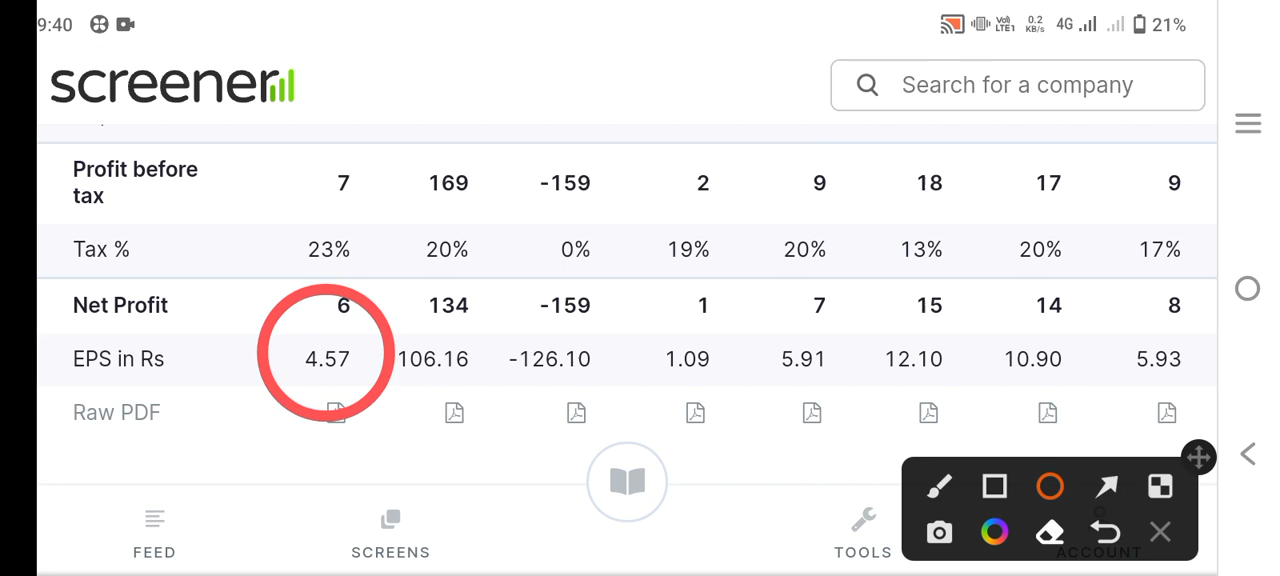 9:40 Vol) LTE1 0.2 KB/s 4G 21%
screener Search for a company
Profit before tax 7 169 -159 2 9 18 17 9
Tax % 23% 20% 0% 19% 20% 13% 20% 17%
Net Profit 6 134 -159 1 7 15 14 8
EPS in Rs 4.57 106.16 -126.10 1.09 5.91 12.10 10.90 5.93
Raw PDF
FEED SCREENS TOOLS ACCOUNT